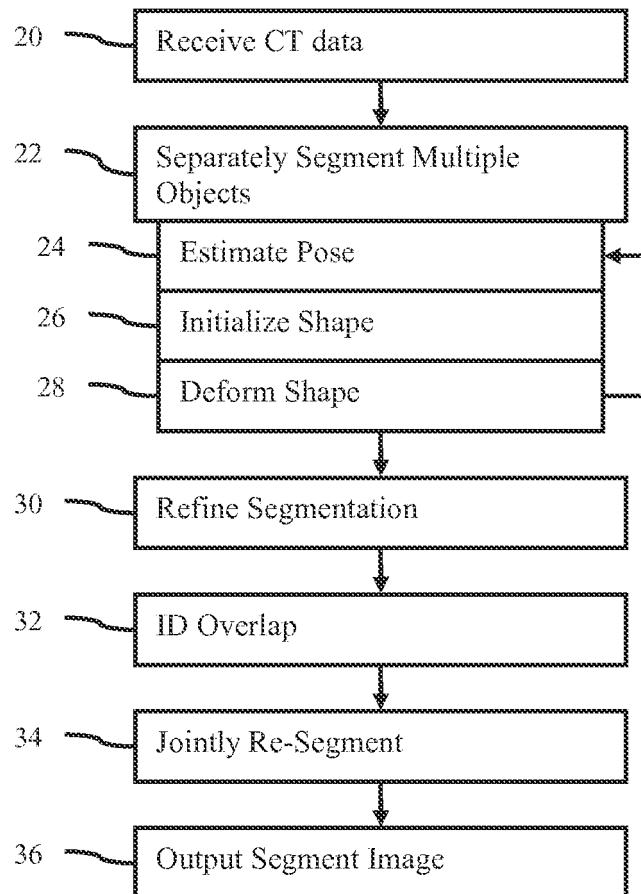 20 Receive CT data
22 Separately Segment Multiple
Objects
24 Estimate Pose
26 Initialize Shape
28 Deform Shape
30 Refine Segmentation
32 ID Overlap
34 Jointly Re-Segment
36 Output Segment Image